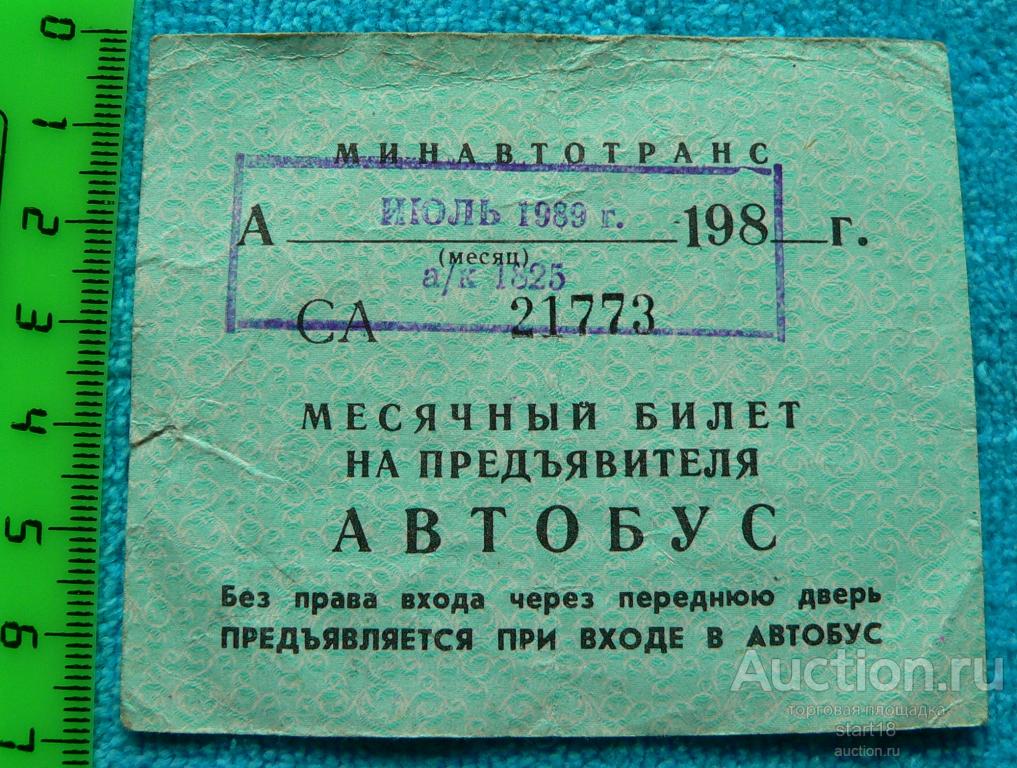 МИНАВТОТРАНС
А ИЮЛЬ 1989 г. 198 г.
(месяц)
а/к 1825
СА 21773
МЕСЯЧНЫЙ БИЛЕТ
НА ПРЕДЪЯВИТЕЛЯ
АВТОБУС
Без права входа через переднюю дверь
ПРЕДЪЯВЛЯЕТСЯ ПРИ ВХОДЕ В АВТОБУС
0
1
2
3
4
5
6
7
Auction.ru
торговая площадка
start18
auction.ru